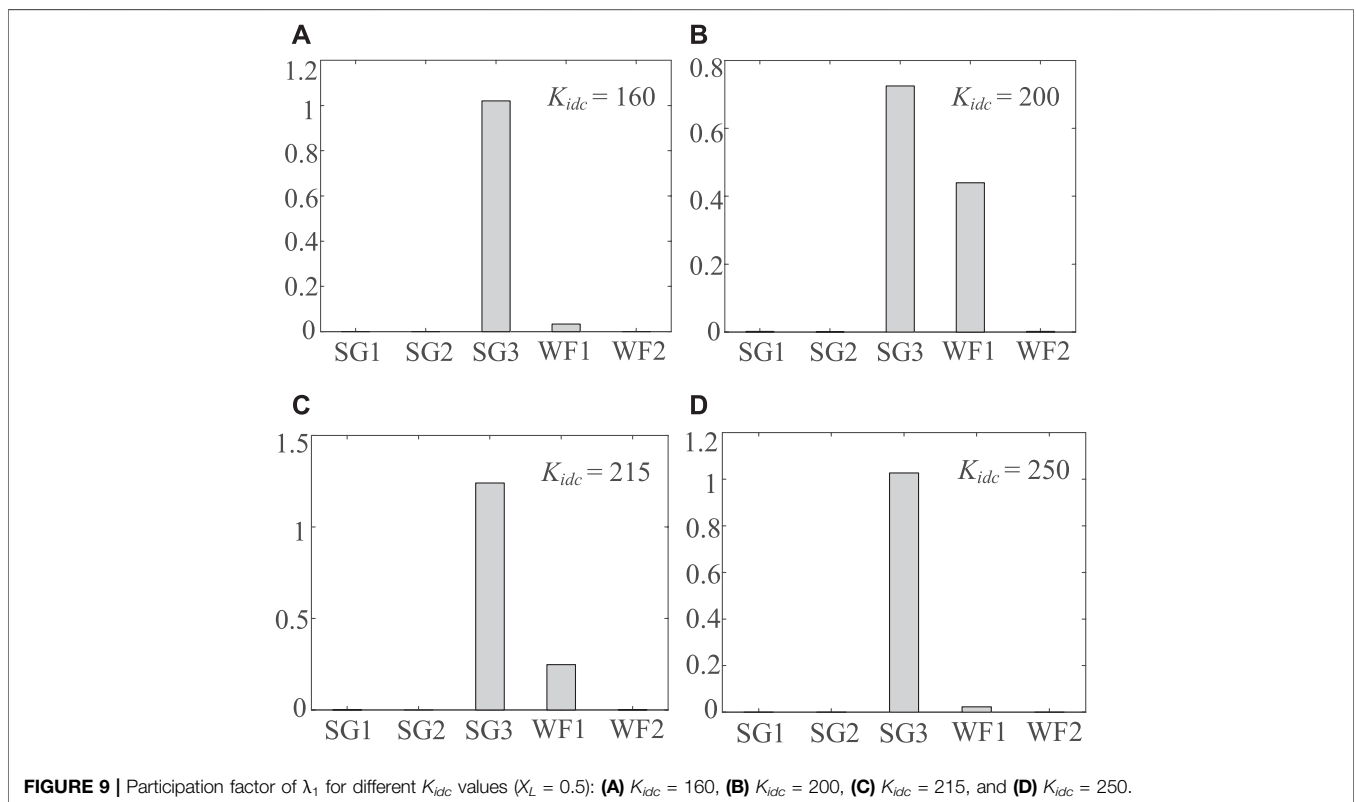 A
1.2
1
0.8
0.6
0.4
0.2
0
K_idc = 160
SG1 SG2 SG3 WF1 WF2
B
0.8
0.6
0.4
0.2
0
K_idc = 200
SG1 SG2 SG3 WF1 WF2
C
1.5
1
0.5
0
K_idc = 215
SG1 SG2 SG3 WF1 WF2
D
1.2
1
0.8
0.6
0.4
0.2
0
K_idc = 250
SG1 SG2 SG3 WF1 WF2
FIGURE 9 | Participation factor of λ₁ for different K_idc values (X_L = 0.5): (A) K_idc = 160, (B) K_idc = 200, (C) K_idc = 215, and (D) K_idc = 250.